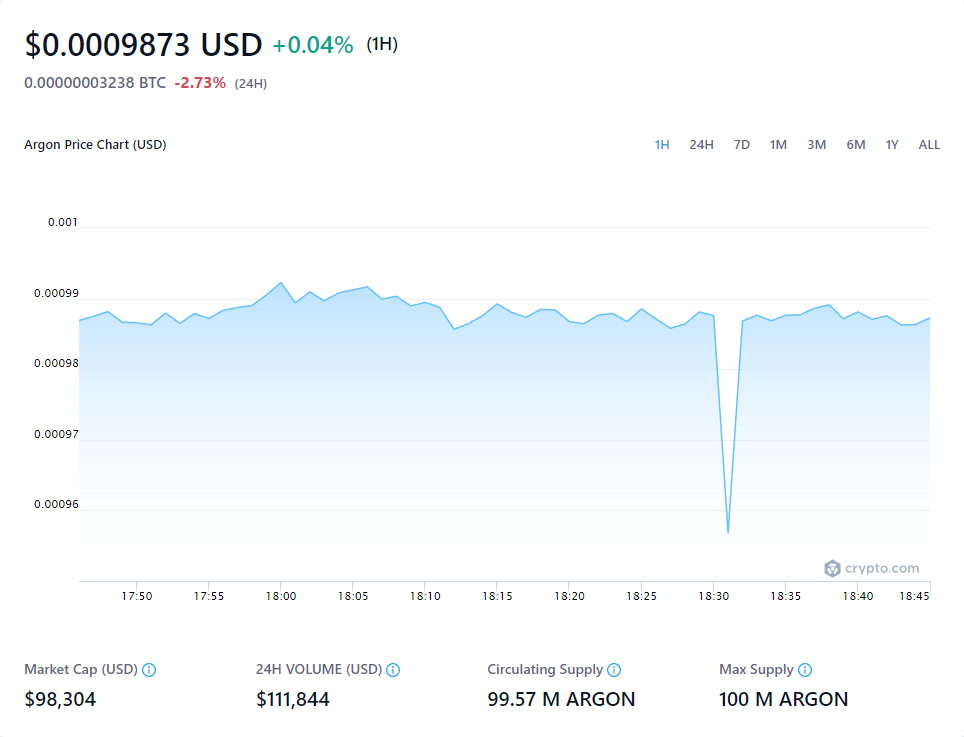 $0.0009873 USD +0.04% (1H)
0.00000003238 BTC -2.73% (24H)
Argon Price Chart (USD) 1H 24H 7D 1M 3M 6M 1Y ALL
0.001
0.00099
0.00098
0.00097
0.00096
crypto.com
17:50 17:55 18:00 18:05 18:10 18:15 18:20 18:25 18:30 18:35 18:40 18:45
Market Cap (USD) 24H VOLUME (USD) Circulating Supply Max Supply
$98,304 $111,844 99.57 M ARGON 100 M ARGON